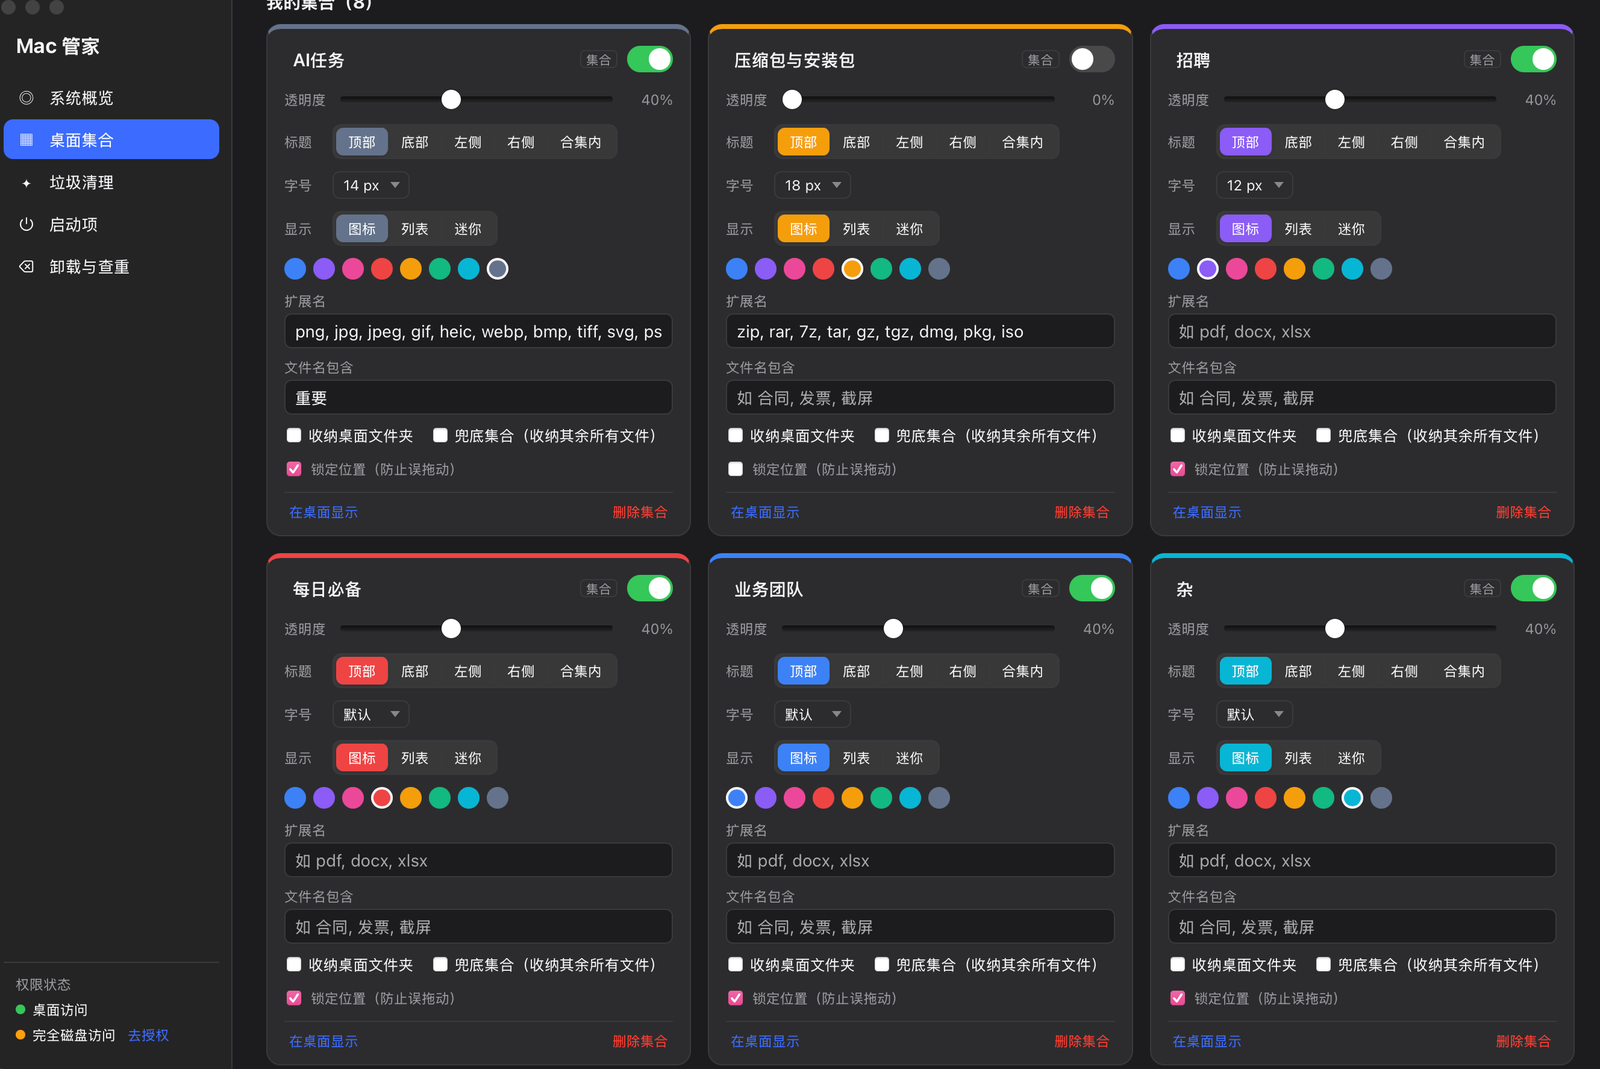 我的集合（8）
Mac 管家
系统概览
桌面集合
垃圾清理
启动项
卸载与查重
AI任务 集合
透明度 40%
标题 顶部 底部 左侧 右侧 合集内
字号 14 px
显示 图标 列表 迷你
扩展名
png, jpg, jpeg, gif, heic, webp, bmp, tiff, svg, ps
文件名包含
重要
收纳桌面文件夹 兜底集合（收纳其余所有文件）
锁定位置（防止误拖动）
在桌面显示 删除集合
压缩包与安装包 集合
透明度 0%
标题 顶部 底部 左侧 右侧 合集内
字号 18 px
显示 图标 列表 迷你
扩展名
zip, rar, 7z, tar, gz, tgz, dmg, pkg, iso
文件名包含
如 合同, 发票, 截屏
收纳桌面文件夹 兜底集合（收纳其余所有文件）
锁定位置（防止误拖动）
在桌面显示 删除集合
招聘 集合
透明度 40%
标题 顶部 底部 左侧 右侧 合集内
字号 12 px
显示 图标 列表 迷你
扩展名
如 pdf, docx, xlsx
文件名包含
如 合同, 发票, 截屏
收纳桌面文件夹 兜底集合（收纳其余所有文件）
锁定位置（防止误拖动）
在桌面显示 删除集合
每日必备 集合
透明度 40%
标题 顶部 底部 左侧 右侧 合集内
字号 默认
显示 图标 列表 迷你
扩展名
如 pdf, docx, xlsx
文件名包含
如 合同, 发票, 截屏
收纳桌面文件夹 兜底集合（收纳其余所有文件）
锁定位置（防止误拖动）
在桌面显示 删除集合
业务团队 集合
透明度 40%
标题 顶部 底部 左侧 右侧 合集内
字号 默认
显示 图标 列表 迷你
扩展名
如 pdf, docx, xlsx
文件名包含
如 合同, 发票, 截屏
收纳桌面文件夹 兜底集合（收纳其余所有文件）
锁定位置（防止误拖动）
在桌面显示 删除集合
杂 集合
透明度 40%
标题 顶部 底部 左侧 右侧 合集内
字号 默认
显示 图标 列表 迷你
扩展名
如 pdf, docx, xlsx
文件名包含
如 合同, 发票, 截屏
收纳桌面文件夹 兜底集合（收纳其余所有文件）
锁定位置（防止误拖动）
在桌面显示 删除集合
权限状态
桌面访问
完全磁盘访问 去授权